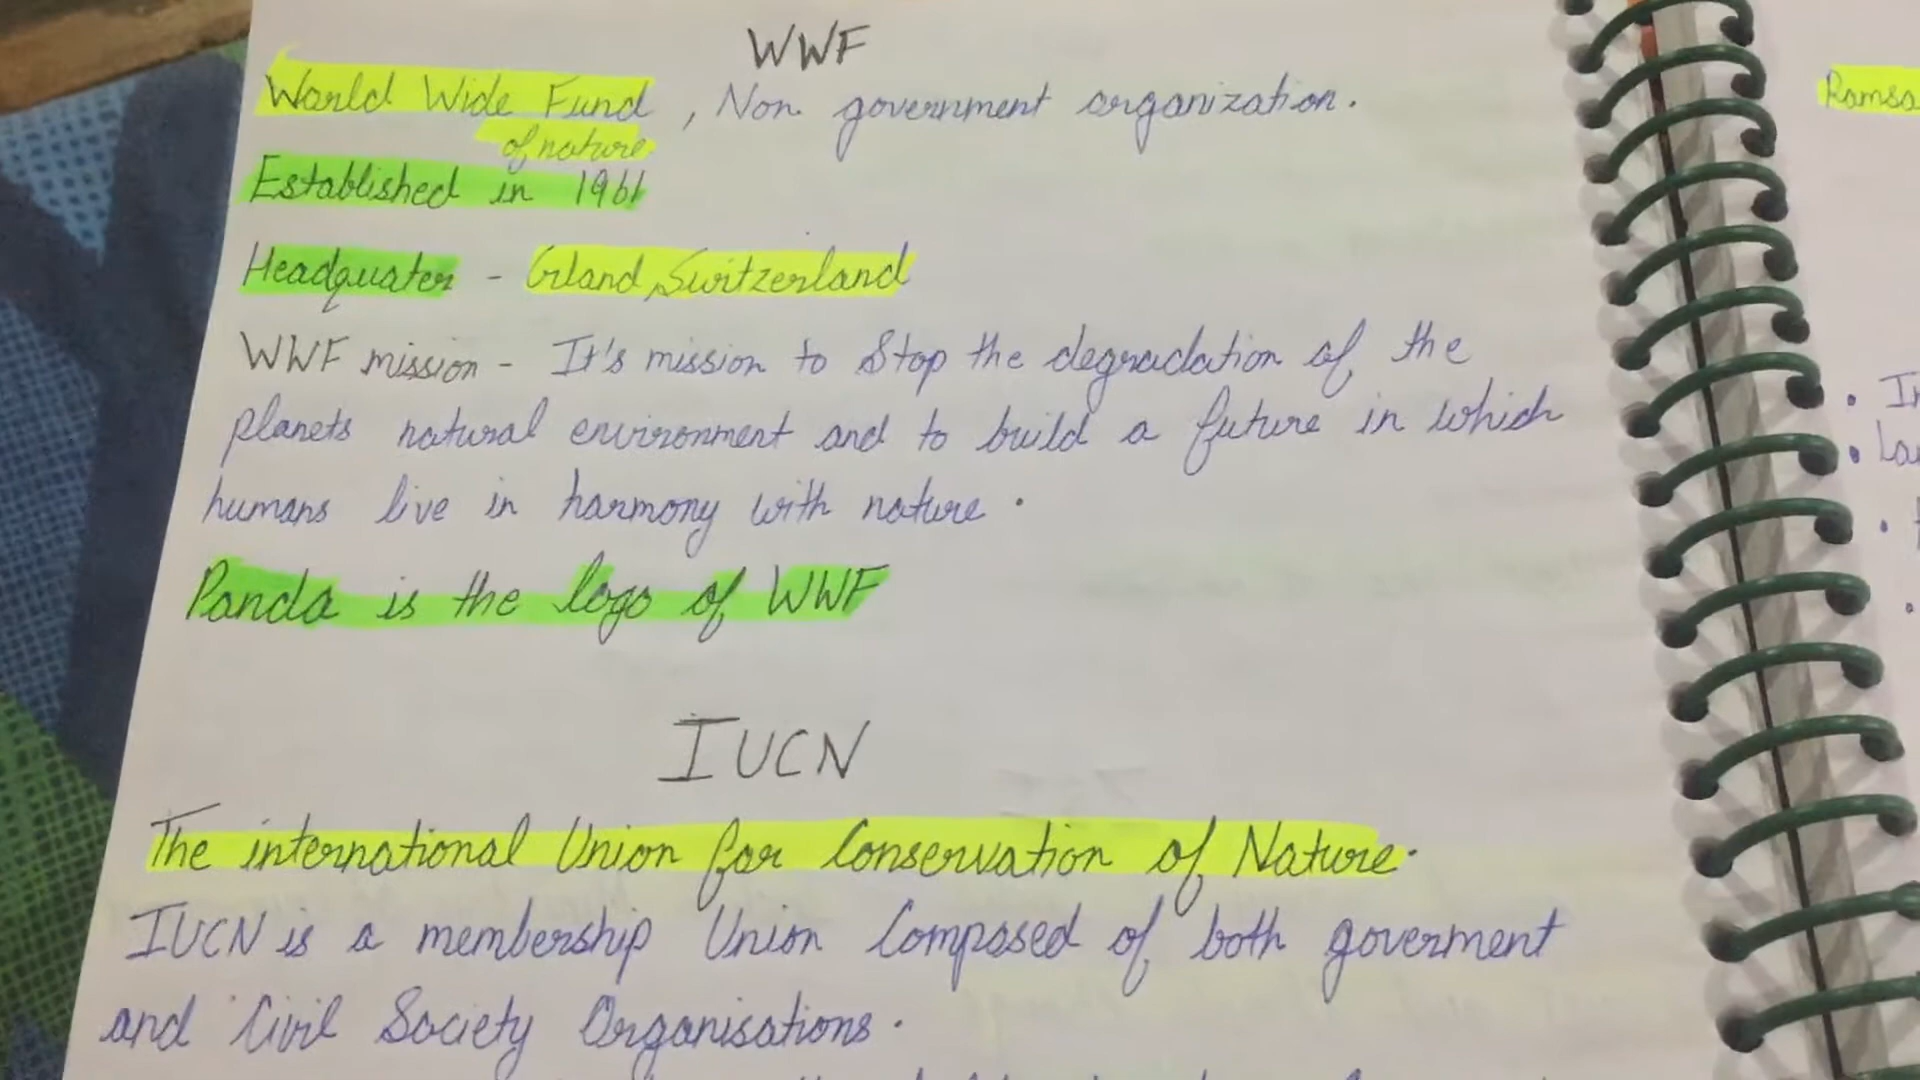 WWF
World Wide Fund , Non government organization.
of nature
Established in 1961
Headquater - Gland, Switzerland
WWF mission - It's mission to Stop the degradation of the
planets natural environment and to build a future in which
humans live in harmony with nature .
Panda is the logo of WWF
IUCN
The international Union for Conservation of Nature.
IUCN is a membership Union Composed of both goverment
and Civil Society Organisations .
Ramsa